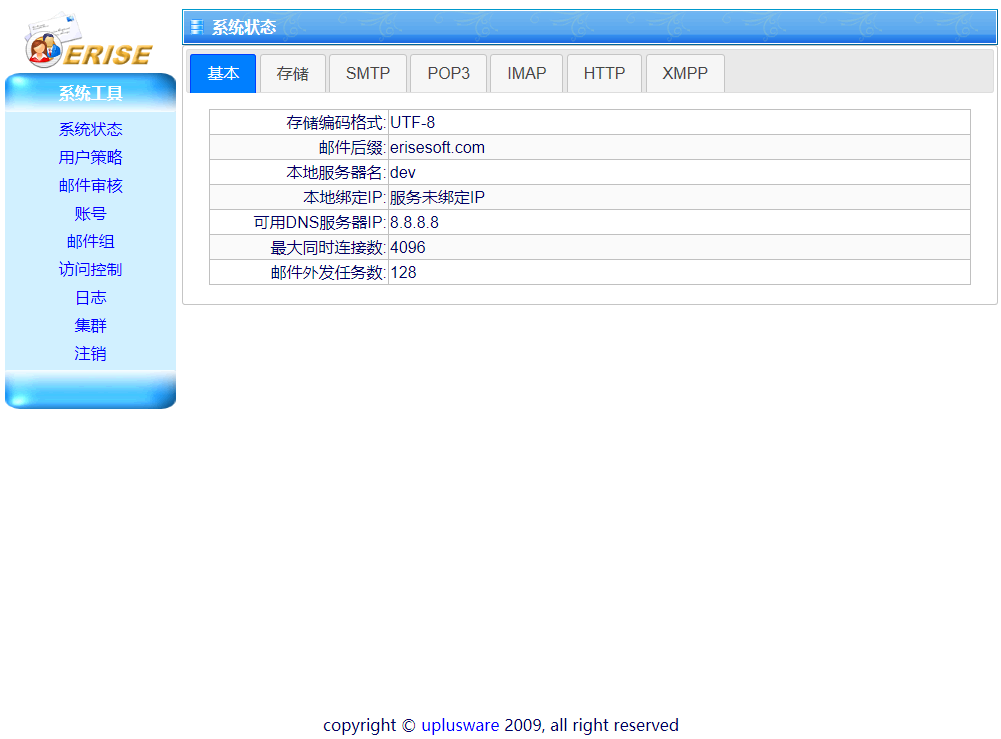 ERISE
系统工具
系统状态
用户策略
邮件审核
账号
邮件组
访问控制
日志
集群
注销
系统状态
基本 存储 SMTP POP3 IMAP HTTP XMPP
存储编码格式: UTF-8
邮件后缀: erisesoft.com
本地服务器名: dev
本地绑定IP: 服务未绑定IP
可用DNS服务器IP: 8.8.8.8
最大同时连接数: 4096
邮件外发任务数: 128
copyright © uplusware 2009, all right reserved